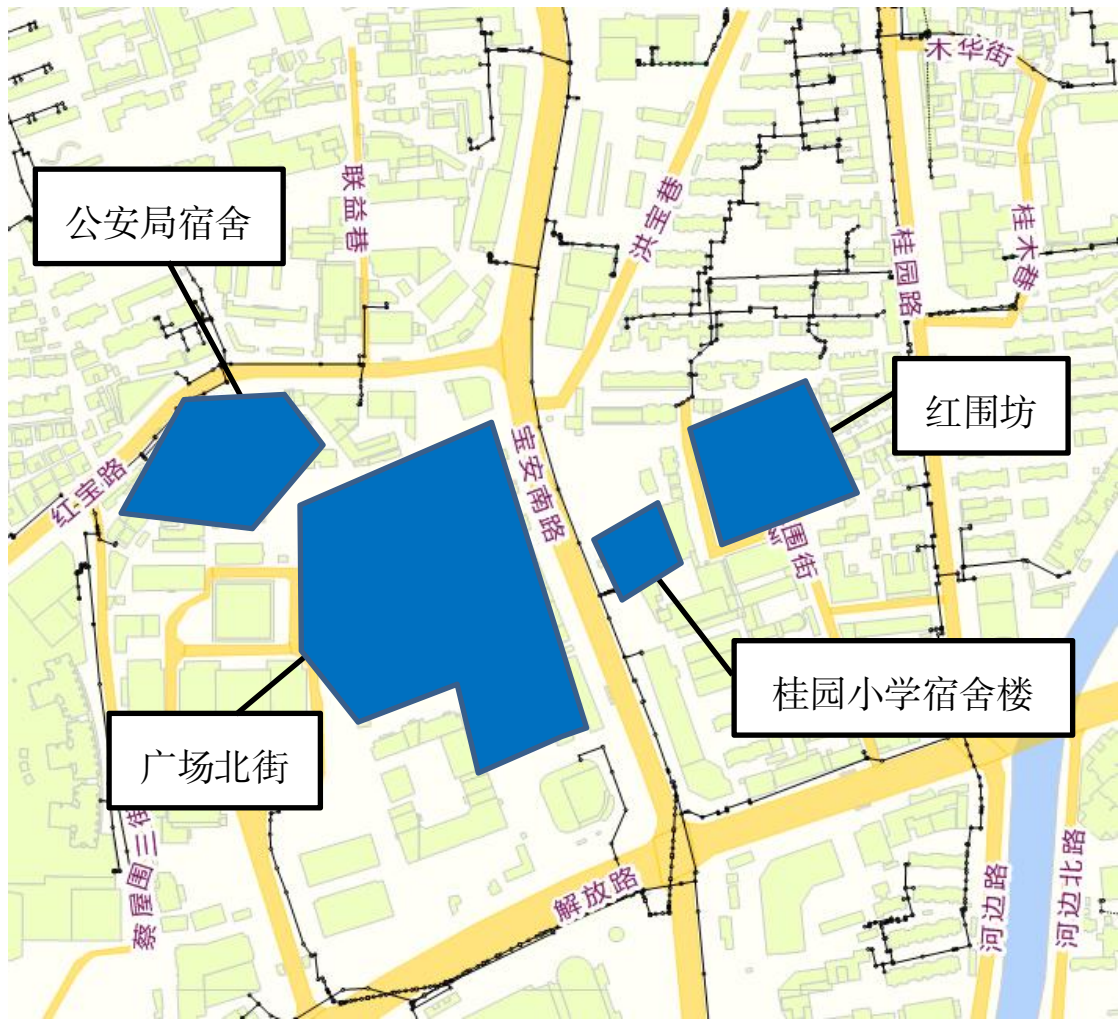 木华街
联益巷
公安局宿舍
洪宝巷
桂园路
桂木巷
红围坊
宝安南路
红宝路
围街
桂园小学宿舍楼
广场北街
蔡屋围三街
解放路
河边路
河边北路